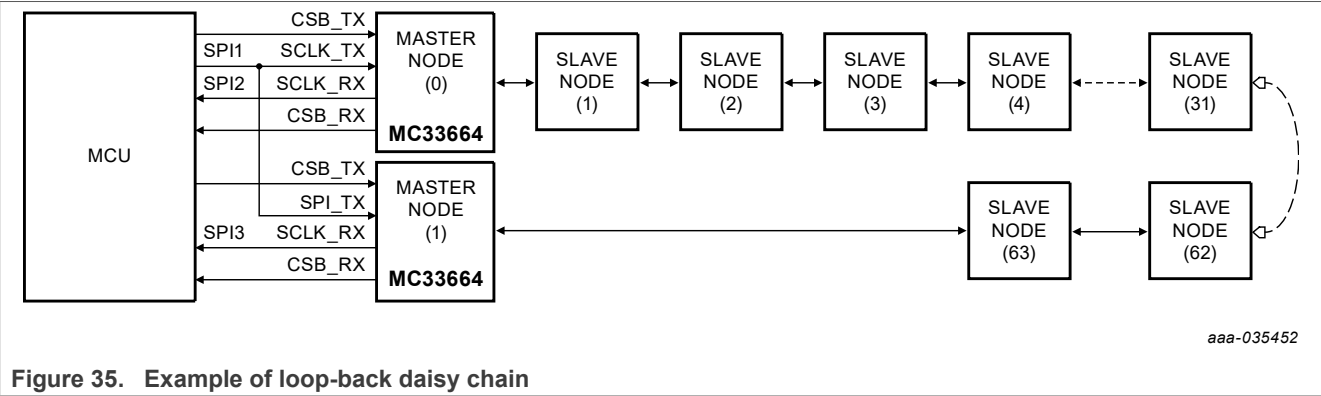 MCU
CSB_TX
SPI1 SCLK_TX
SPI2 SCLK_RX
CSB_RX
MASTER
NODE
(0)
MC33664
SLAVE
NODE
(1)
SLAVE
NODE
(2)
SLAVE
NODE
(3)
SLAVE
NODE
(4)
SLAVE
NODE
(31)
CSB_TX
SPI_TX
SPI3 SCLK_RX
CSB_RX
MASTER
NODE
(1)
MC33664
SLAVE
NODE
(63)
SLAVE
NODE
(62)
aaa-035452
Figure 35. Example of loop-back daisy chain